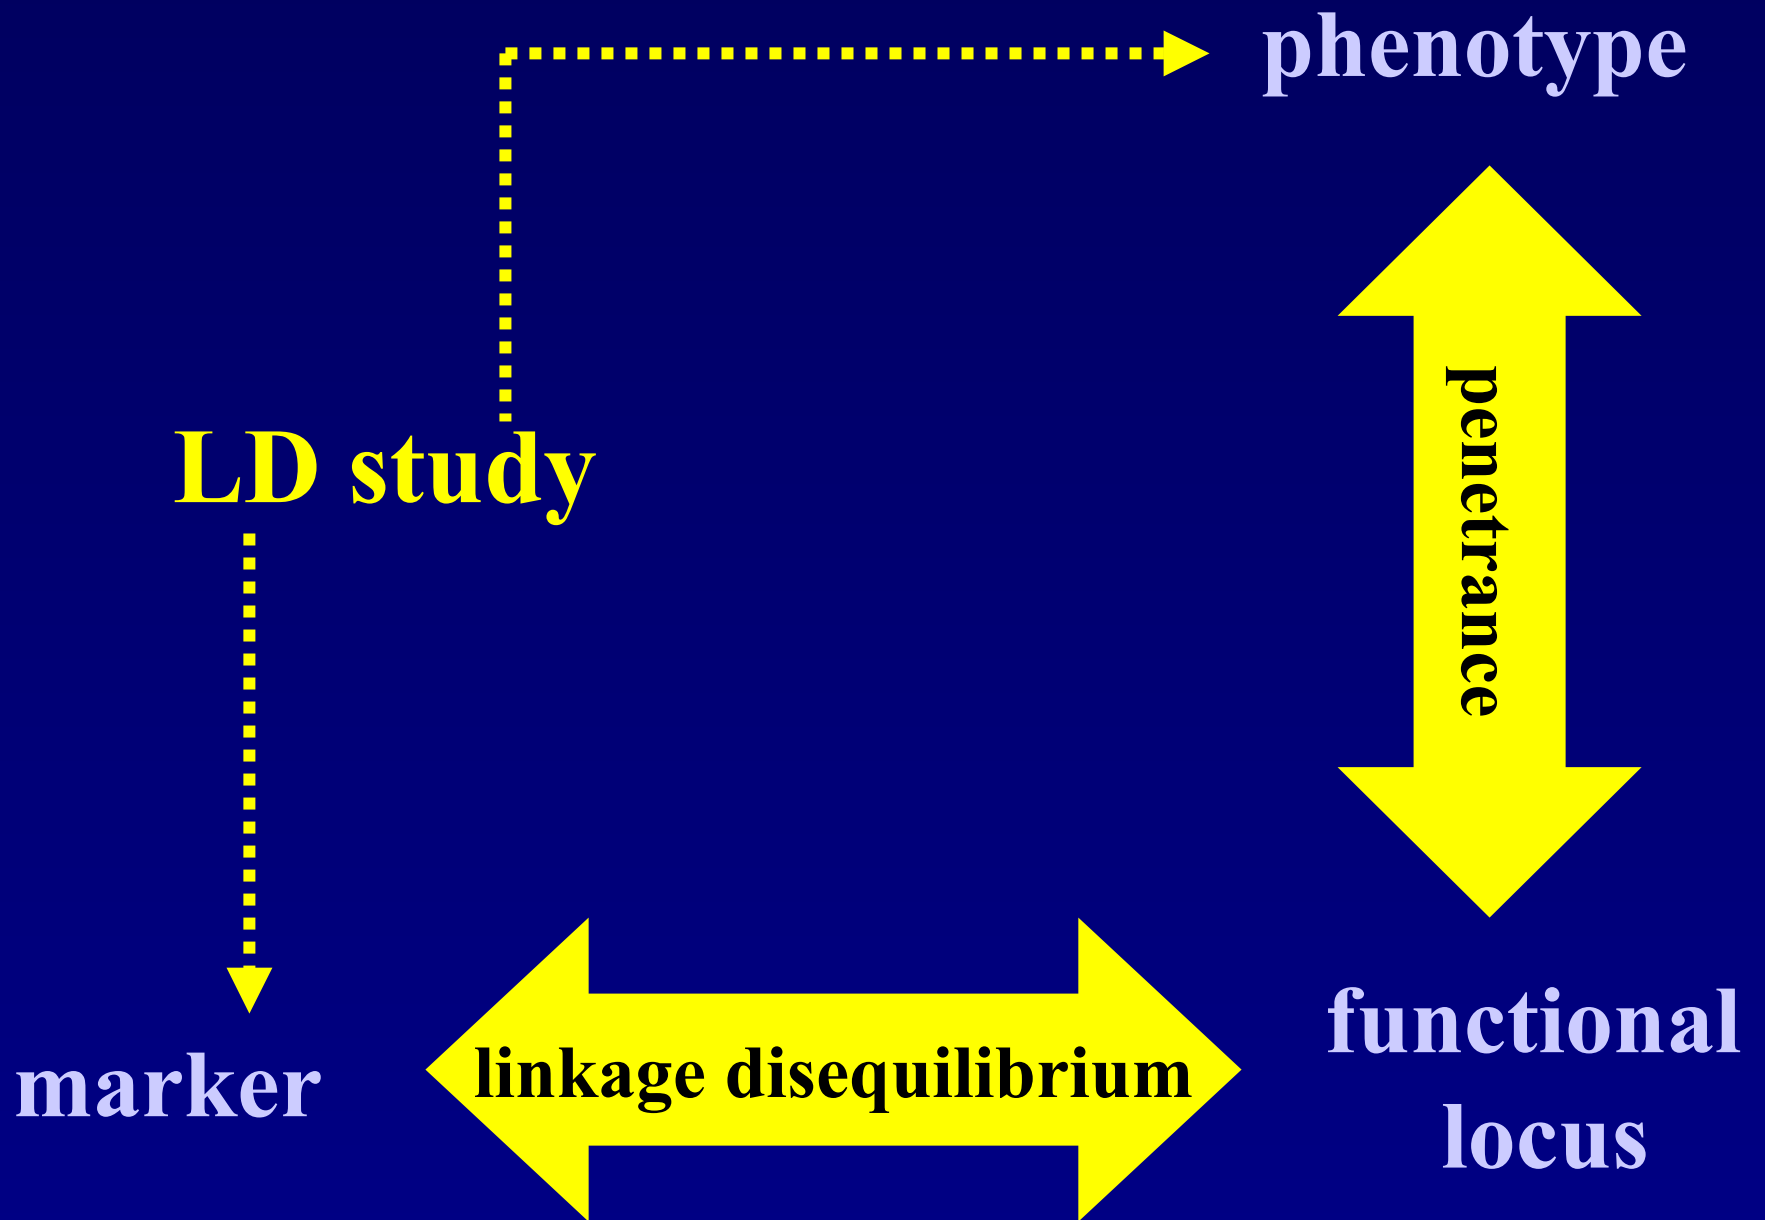 phenotype
penetrance
LD study
marker
linkage disequilibrium
functional
locus